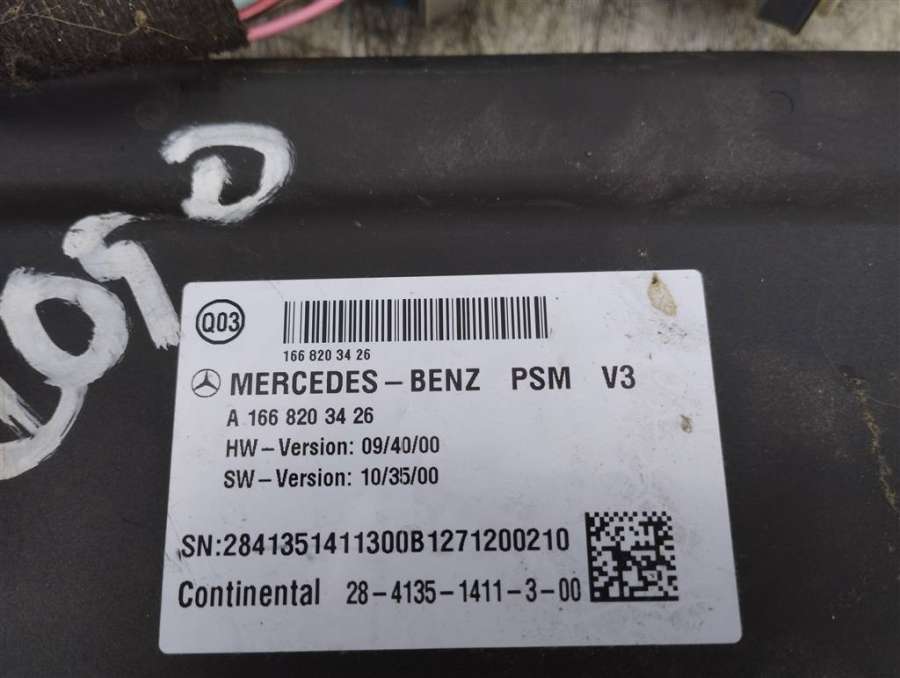 Q03
166 820 34 26
MERCEDES-BENZ PSM V3
A 166 820 34 26
HW-Version: 09/40/00
SW-Version: 10/35/00
SN:2841351411300B1271200210
Continental 28-4135-1411-3-00